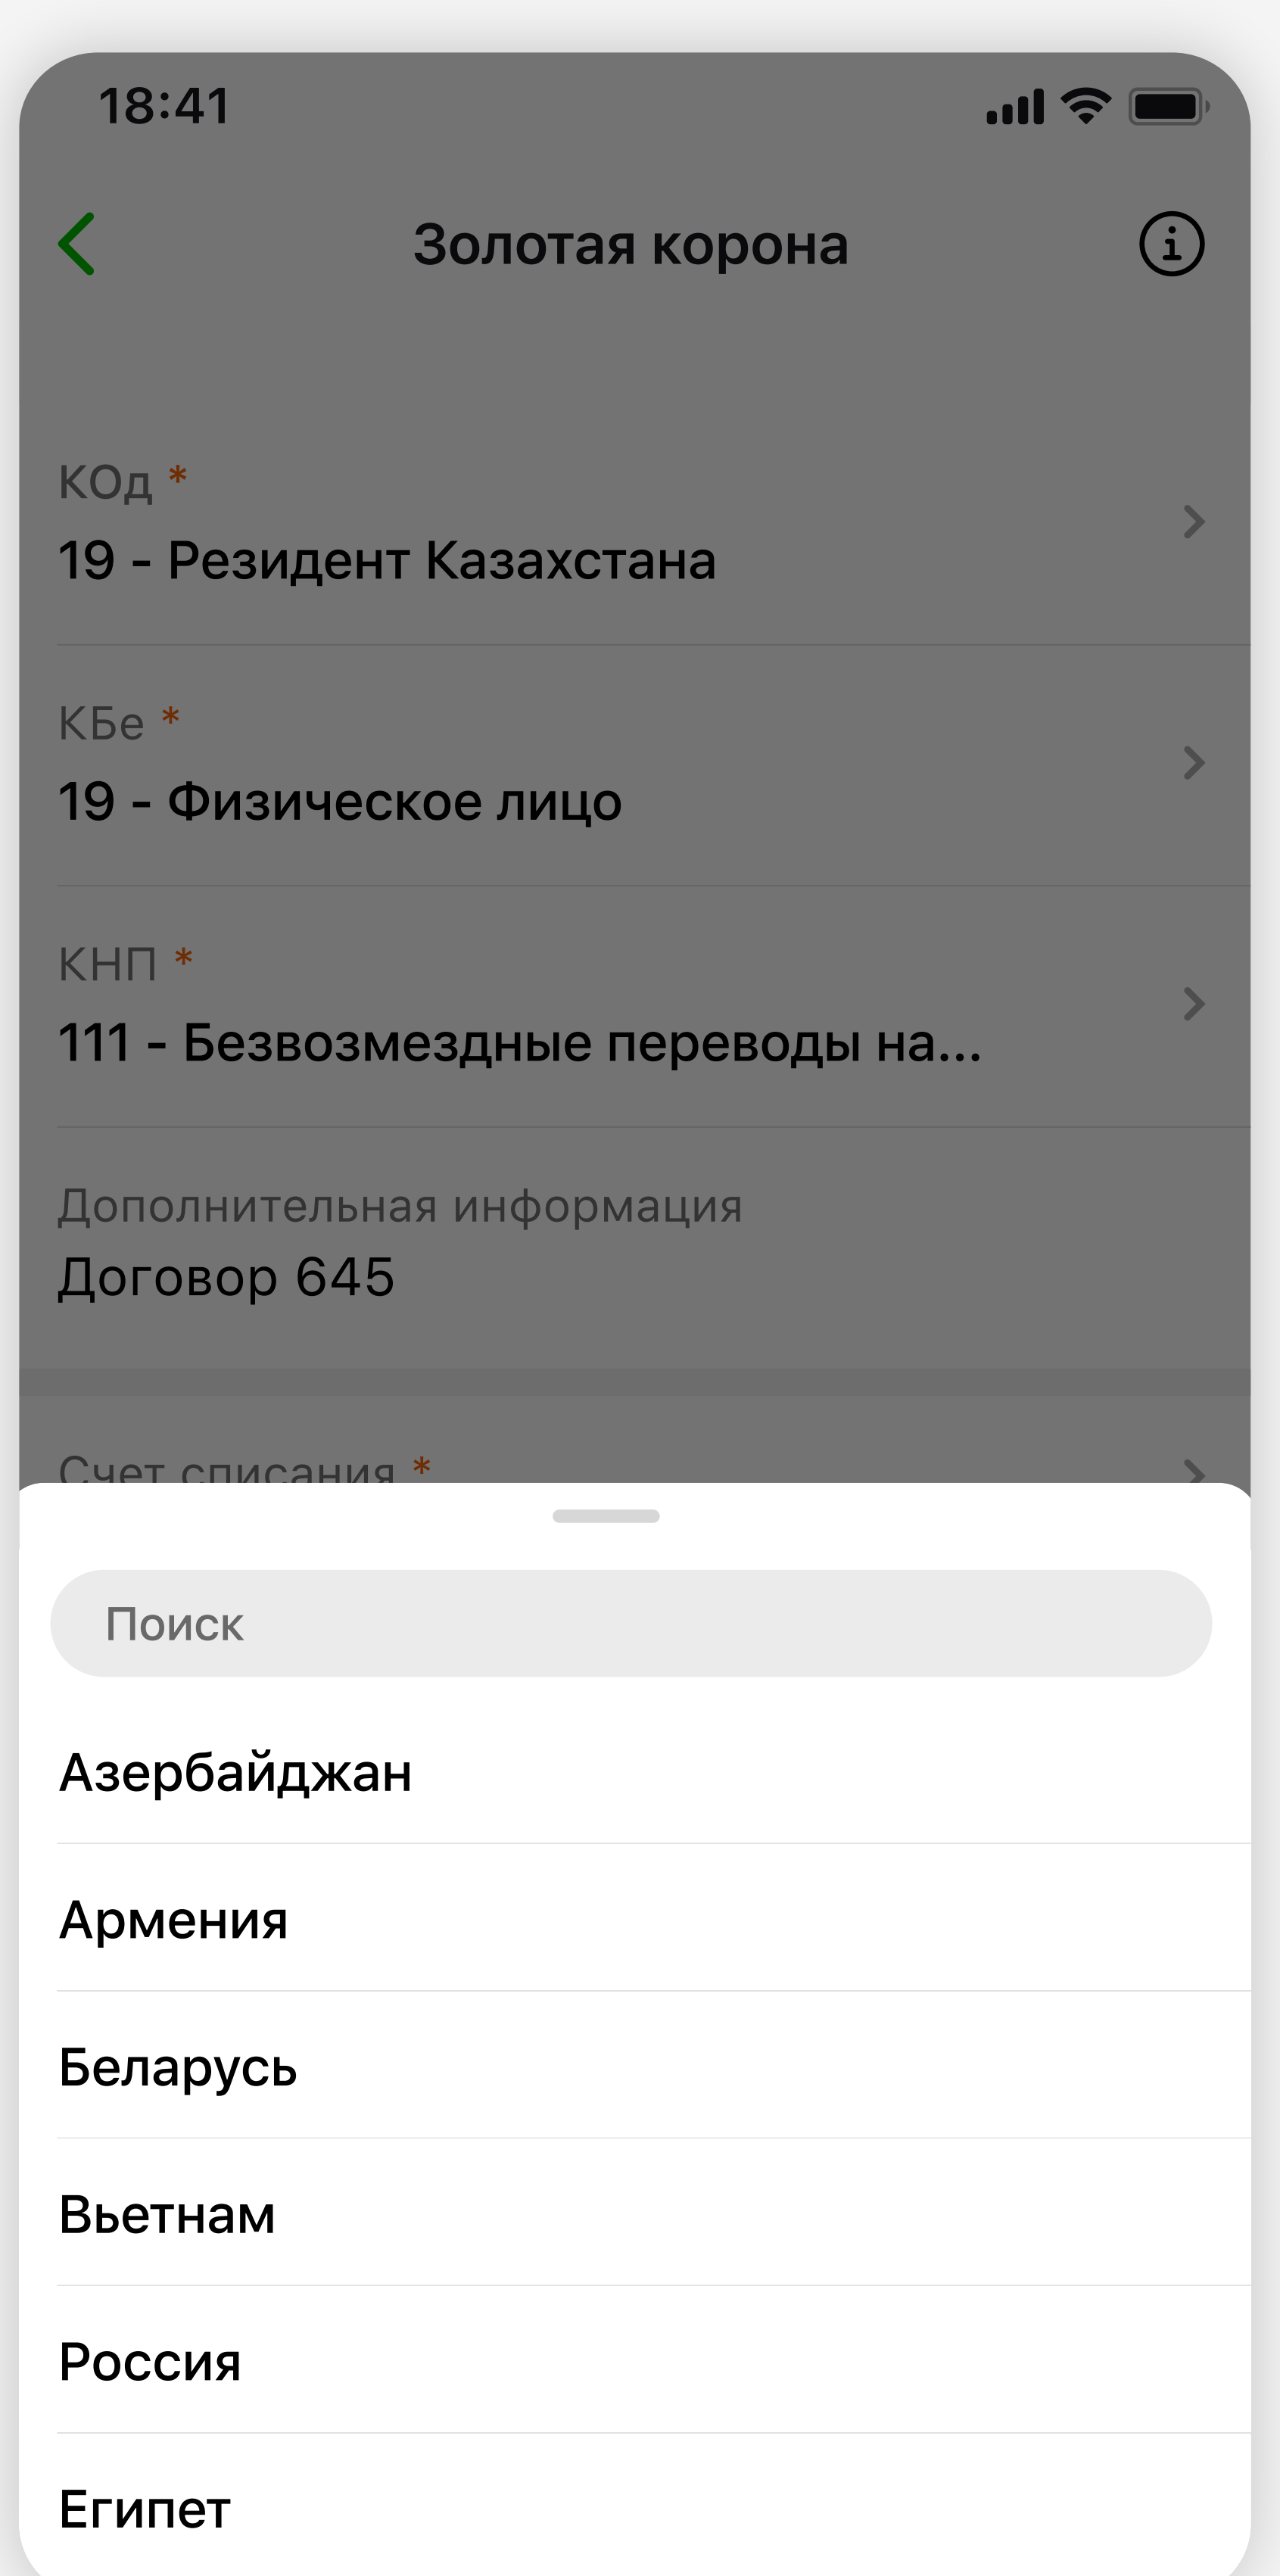 18:41
Золотая корона
КОд *
19 - Резидент Казахстана
КБе *
19 - Физическое лицо
КНП *
111 - Безвозмездные переводы на...
Дополнительная информация
Договор 645
Счет списания *
Поиск
Азербайджан
Армения
Беларусь
Вьетнам
Россия
Египет